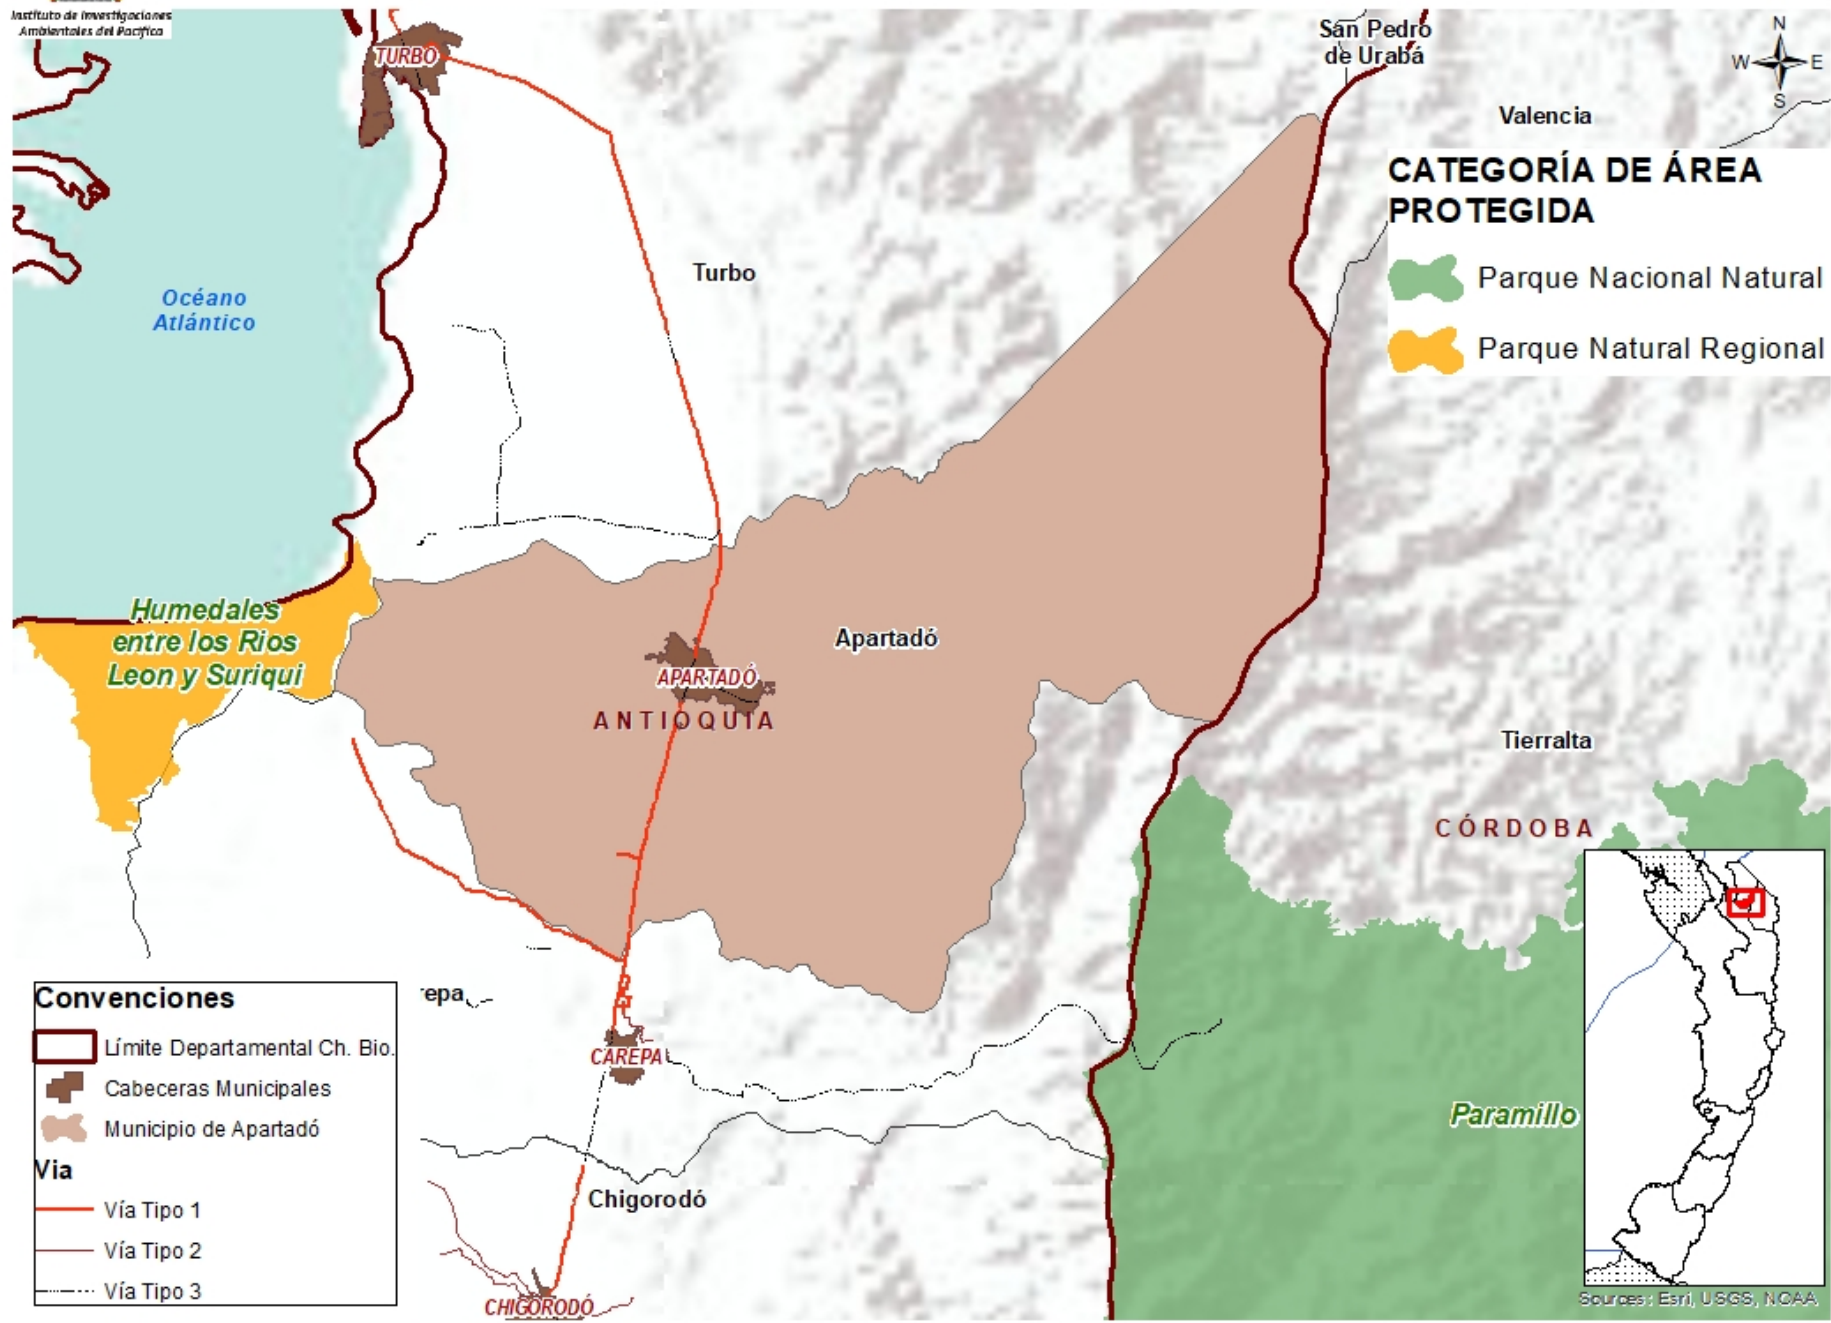 Instituto de Investigaciones
Ambientales del Pacífico
TURBO
San Pedro
de Urabá
N
W
E
S
Valencia
CATEGORÍA DE ÁREA
PROTEGIDA
Parque Nacional Natural
Parque Natural Regional
Turbo
Océano
Atlántico
Humedales
entre los Rios
Leon y Suriqui
Apartadó
APARTADÓ
ANTIOQUIA
Tierralta
CÓRDOBA
repa
CAREPA
Paramillo
Chigorodó
CHIGORODÓ
Convenciones
Límite Departamental Ch. Bio.
Cabeceras Municipales
Municipio de Apartadó
Via
Vía Tipo 1
Vía Tipo 2
Vía Tipo 3
Sources: Esri, USGS, NOAA